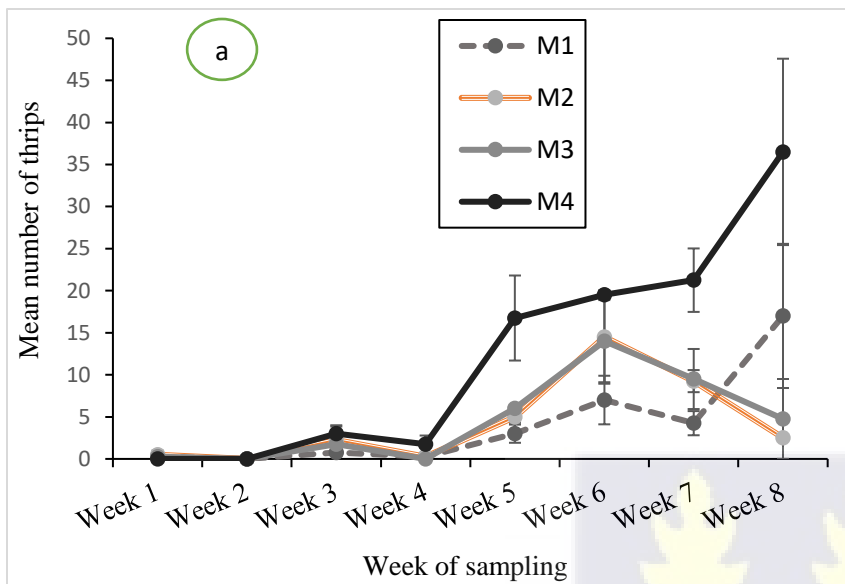 a
50
45
40
35
30
25
20
15
10
5
0
Mean number of thrips
M1
M2
M3
M4
Week 1
Week 2
Week 3
Week 4
Week 5
Week 6
Week 7
Week 8
Week of sampling